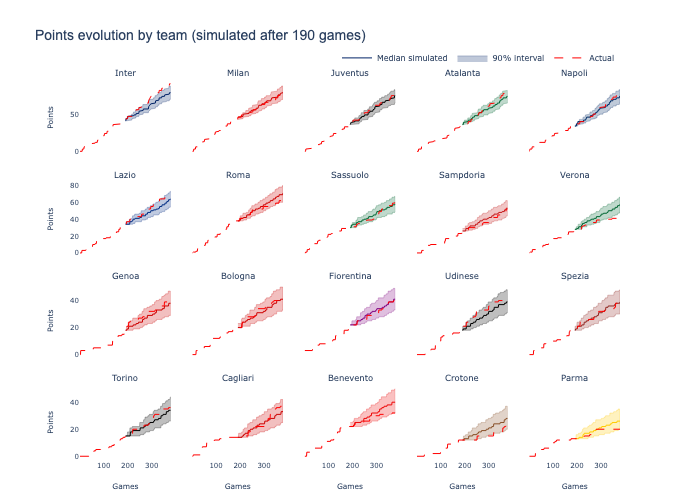 Points evolution by team (simulated after 190 games)
Median simulated 90% interval Actual
Inter Milan Juventus Atalanta Napoli
Points
50
0
Lazio Roma Sassuolo Sampdoria Verona
Points
80
60
40
20
0
Genoa Bologna Fiorentina Udinese Spezia
Points
40
20
0
Torino Cagliari Benevento Crotone Parma
Points
40
20
0
100 200 300 100 200 300 100 200 300 100 200 300 100 200 300
Games Games Games Games Games